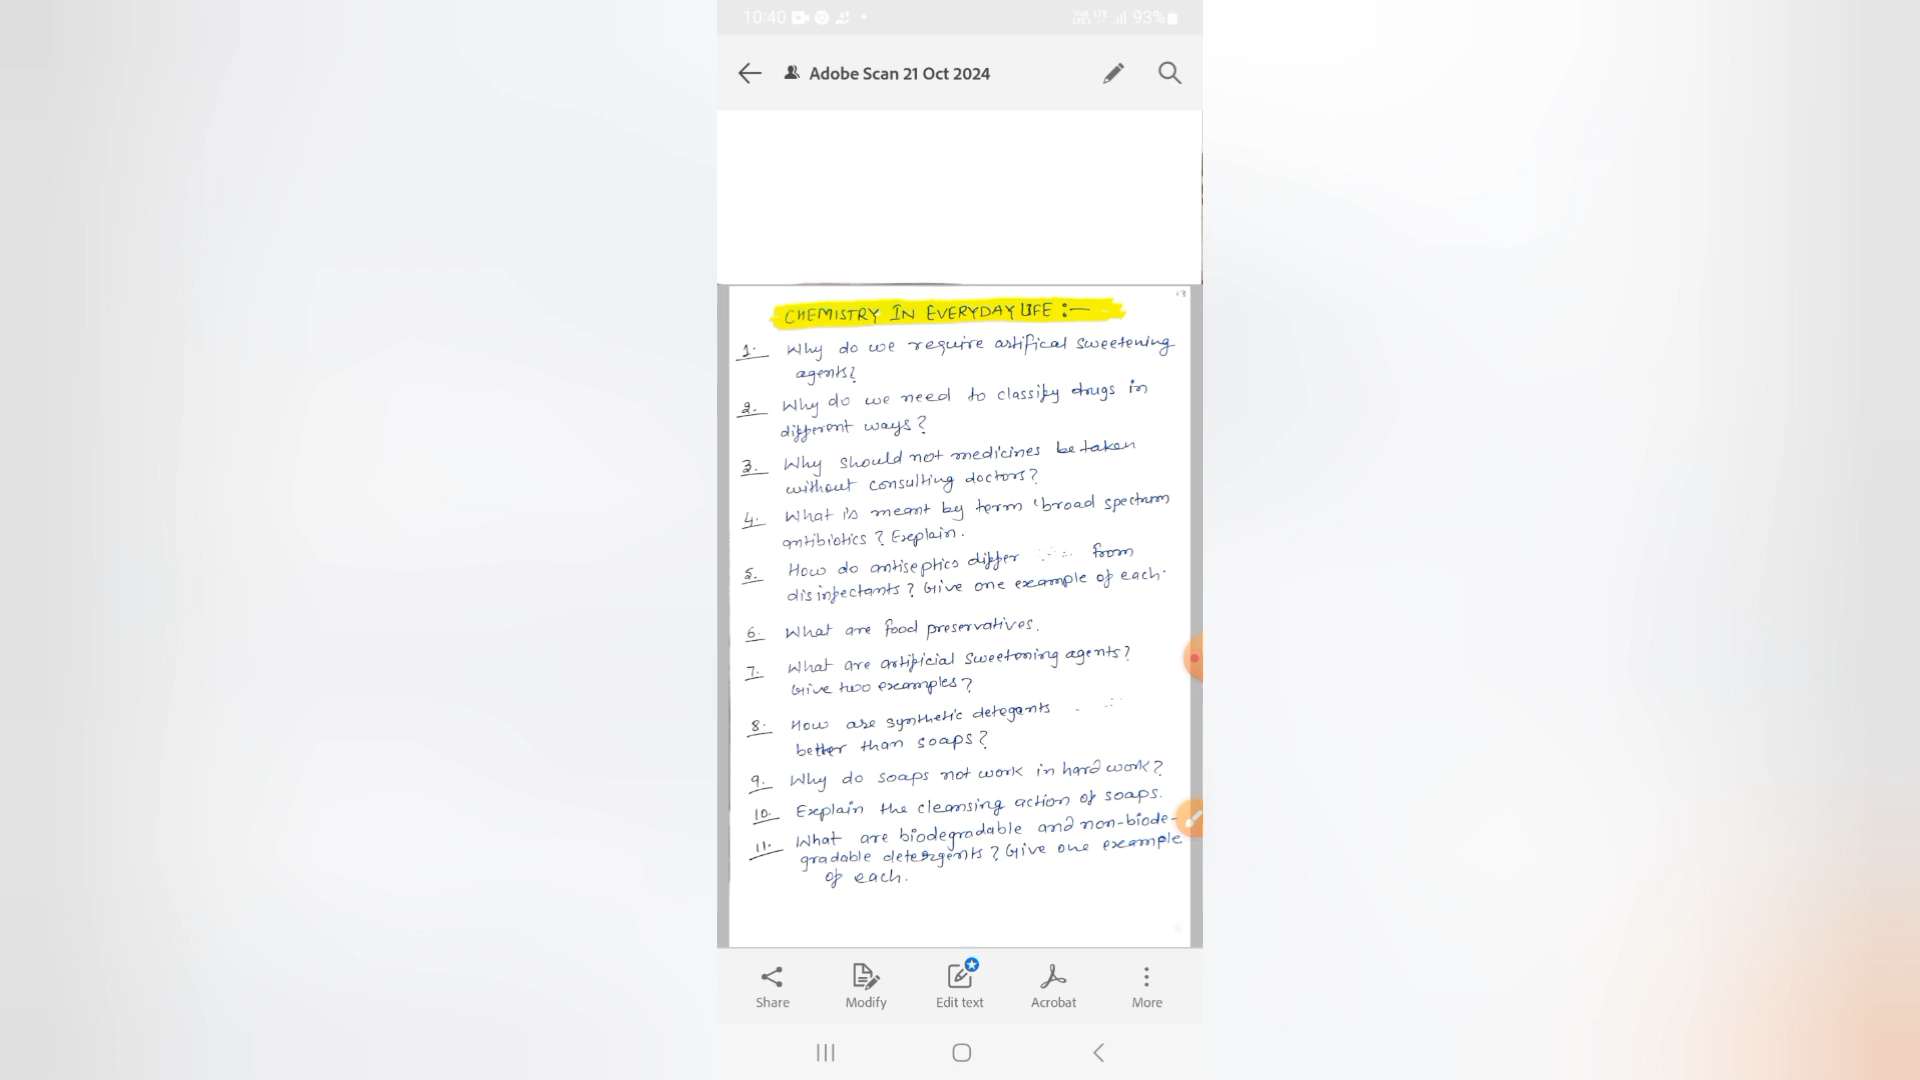 10:40
93%
Adobe Scan 21 Oct 2024
13
CHEMISTRY IN EVERYDAY LIFE :-
1. Why do we require artifical sweetening
agents?
2. Why do we need to classify drugs in
different ways?
3. Why should not medicines be taken
without consulting doctors?
4. What is meant by term 'broad spectrum
antibiotics? Explain.
5. How do antiseptics differ from
disinfectants? Give one example of each.
6. What are food preservatives.
7. What are artificial sweetening agents?
Give two examples?
8. How are synthetic detegants
better than soaps?
9. Why do soaps not work in hard work?
10. Explain the cleansing action of soaps.
11. What are biodegradable and non-biode-
gradable detergents? Give one example
of each.
Share Modify Edit text Acrobat More